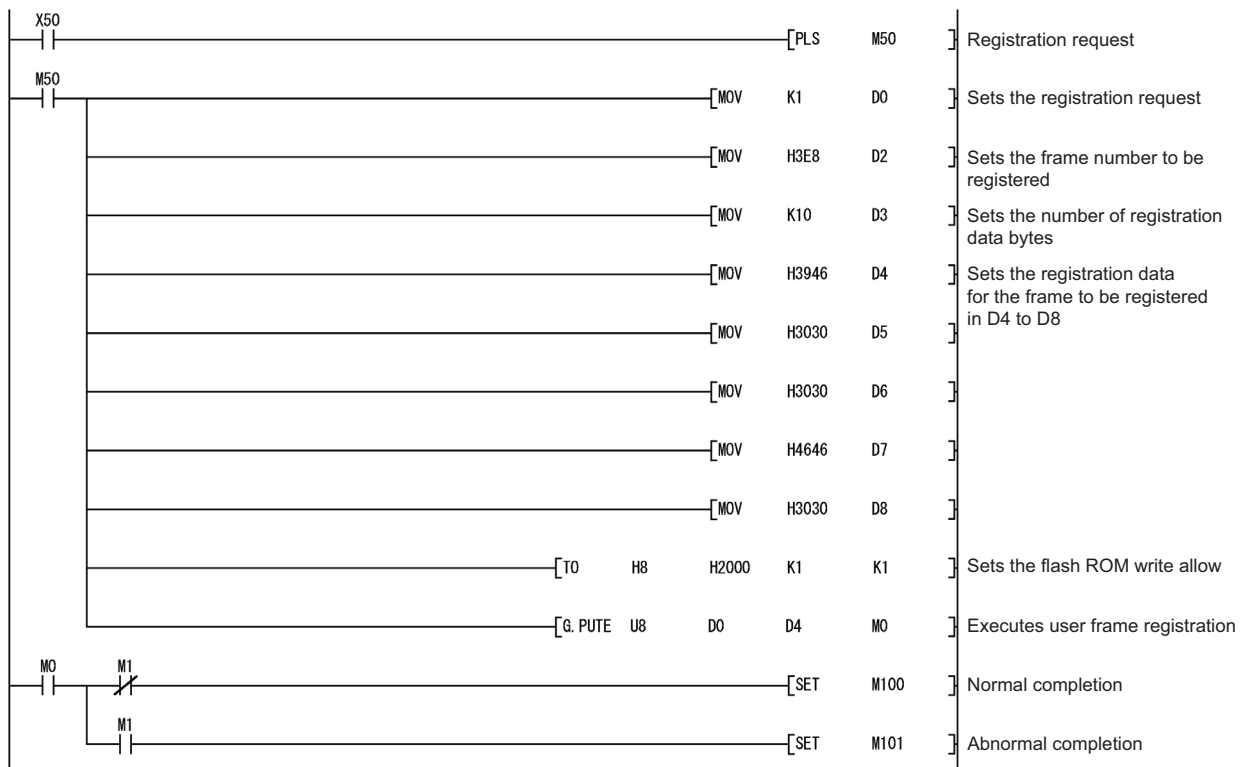 X50
[PLS M50 ] Registration request
M50
[MOV K1 D0 ] Sets the registration request
[MOV H3E8 D2 ] Sets the frame number to be
registered
[MOV K10 D3 ] Sets the number of registration
data bytes
[MOV H3946 D4 ] Sets the registration data
for the frame to be registered
in D4 to D8
[MOV H3030 D5 ]
[MOV H3030 D6 ]
[MOV H4646 D7 ]
[MOV H3030 D8 ]
[TO H8 H2000 K1 K1 ] Sets the flash ROM write allow
[G.PUTE U8 D0 D4 M0 ] Executes user frame registration
M0 M1
[SET M100 ] Normal completion
M1
[SET M101 ] Abnormal completion